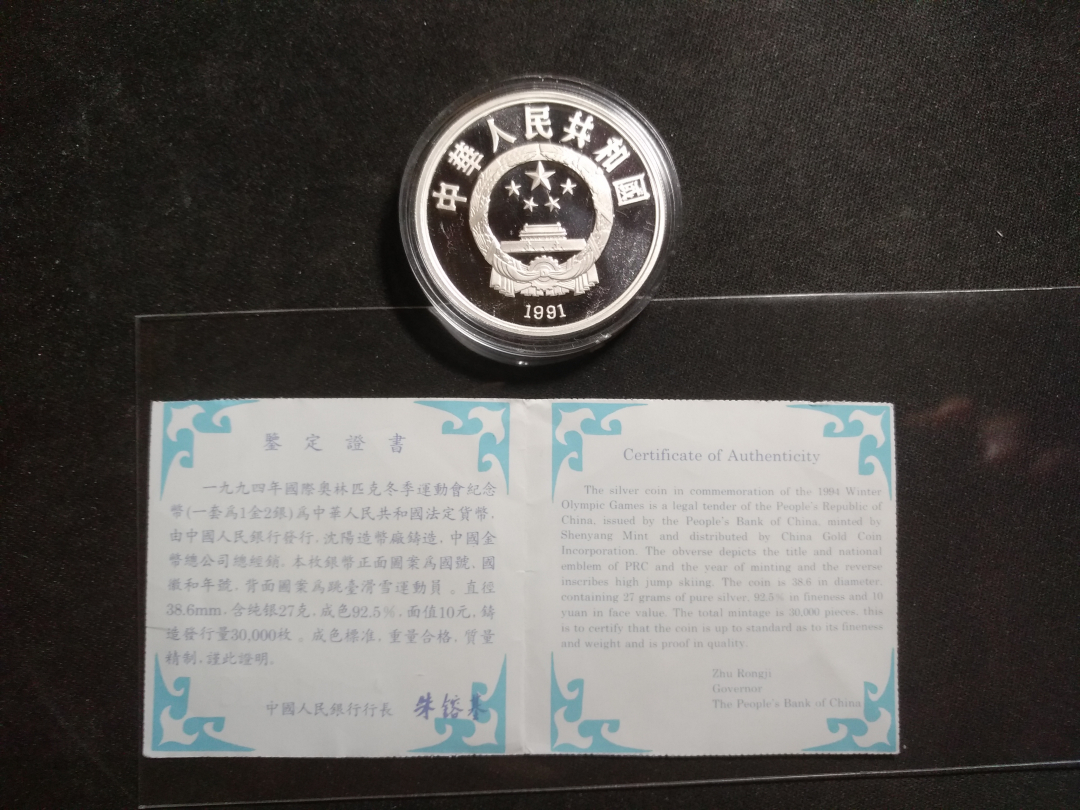 中華人民共和國
1991
鑒定證書
一九九四年國際奧林匹克冬季運動會紀念
幣(一套爲1金2銀)爲中華人民共和國法定貨幣,
由中國人民銀行發行,沈陽造幣廠鑄造,中國金
幣總公司總經銷,本枚銀幣正面圖案爲國號,國
徽和年號,背面圖案爲跳臺滑雪運動員。直徑
38.6mm,含纯银27克,成色92.5%,面值10元,鑄
造發行量30,000枚。成色標准,重量合格,質量
精制,謹此證明。
中國人民銀行行長 朱鎔基
Certificate of Authenticity
The silver coin in commemoration of the 1994 Winter
Olympic Games is a legal tender of the People's Republic of
China, issued by the People's Bank of China, minted by
Shenyang Mint and distributed by China Gold Coin
Incorporation. The obverse depicts the title and national
emblem of PRC and the year of minting and the reverse
inscribes high jump skiing. The coin is 38.6 in diameter,
containing 27 grams of pure silver, 92.5% in fineness and 10
yuan in face value. The total mintage is 30,000 pieces, this
is to certify that the coin is up to standard as to its fineness
and weight and is proof in quality.
Zhu Rongji
Governor
The People's Bank of China